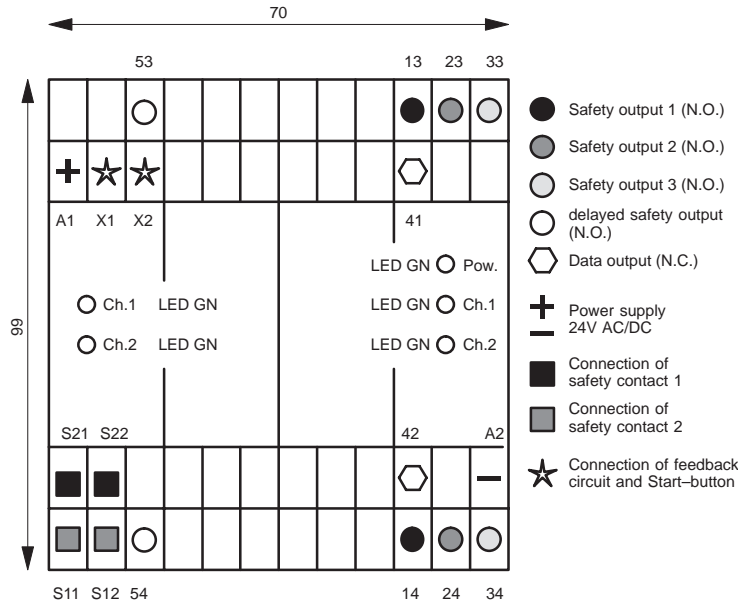 70
53 13 23 33
Safety output 1 (N.O.)
Safety output 2 (N.O.)
Safety output 3 (N.O.)
delayed safety output
(N.O.)
Data output (N.C.)
Power supply
24V AC/DC
Connection of
safety contact 1
Connection of
safety contact 2
Connection of feedback
circuit and Start–button
A1 X1 X2 41
LED GN Pow.
Ch.1 LED GN LED GN Ch.1
Ch.2 LED GN LED GN Ch.2
99
S21 S22 42 A2
S11 S12 54 14 24 34